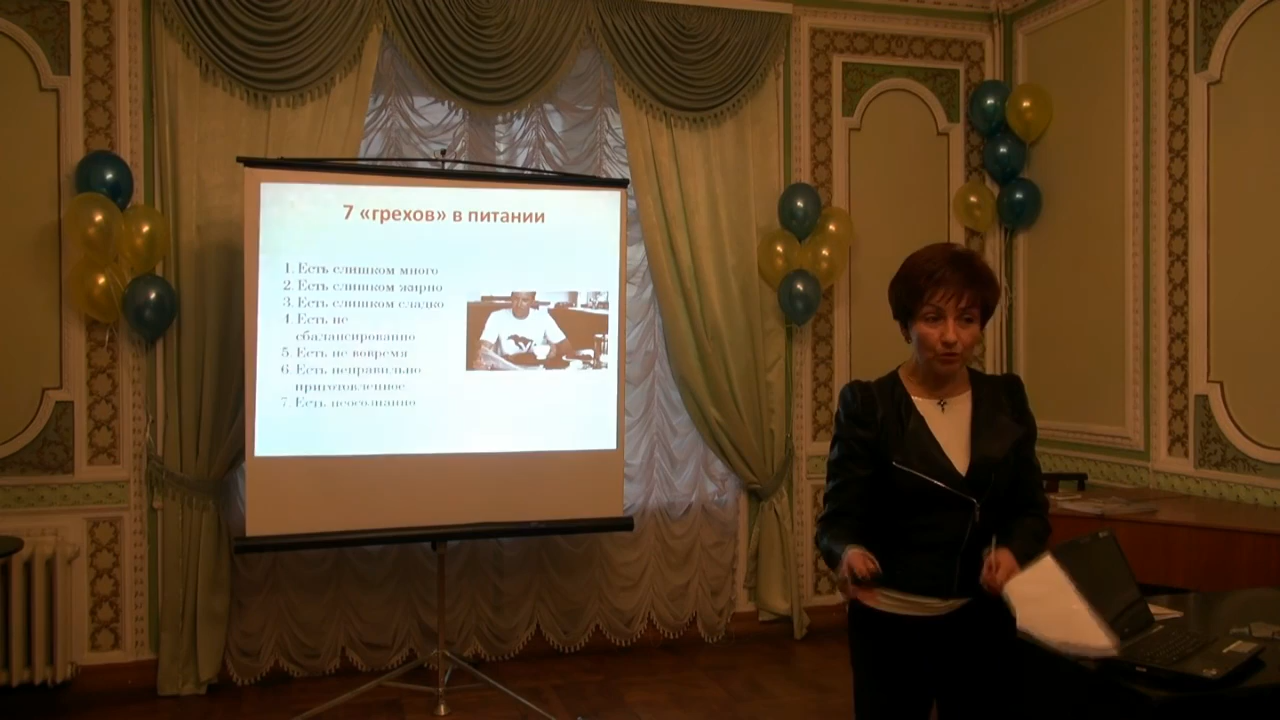 7 «грехов» в питании
1. Есть слишком много
2. Есть слишком жирно
3. Есть слишком сладко
4. Есть не
сбалансированно
5. Есть не вовремя
6. Есть неправильно
приготовленное
7. Есть неосознанно